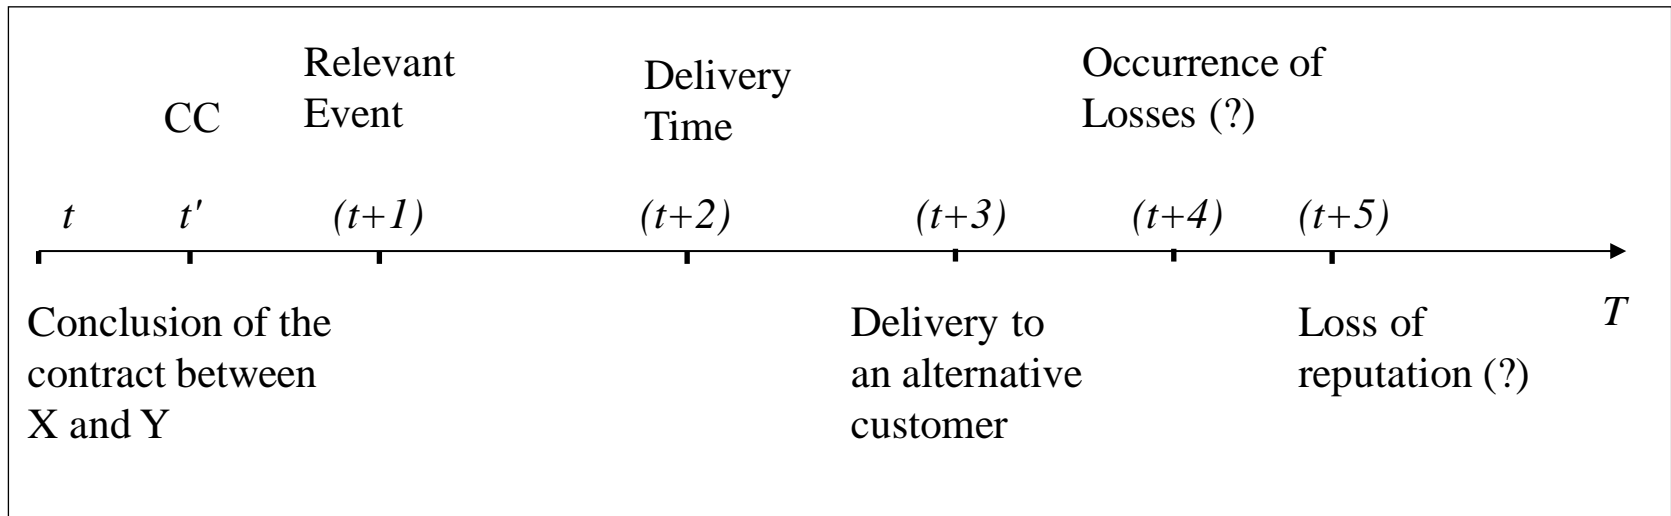 Relevant
Event
CC
Delivery
Time
Occurrence of
Losses (?)
t
t'
(t+1)
(t+2)
(t+3)
(t+4)
(t+5)
T
Conclusion of the
contract between
X and Y
Delivery to
an alternative
customer
Loss of
reputation (?)